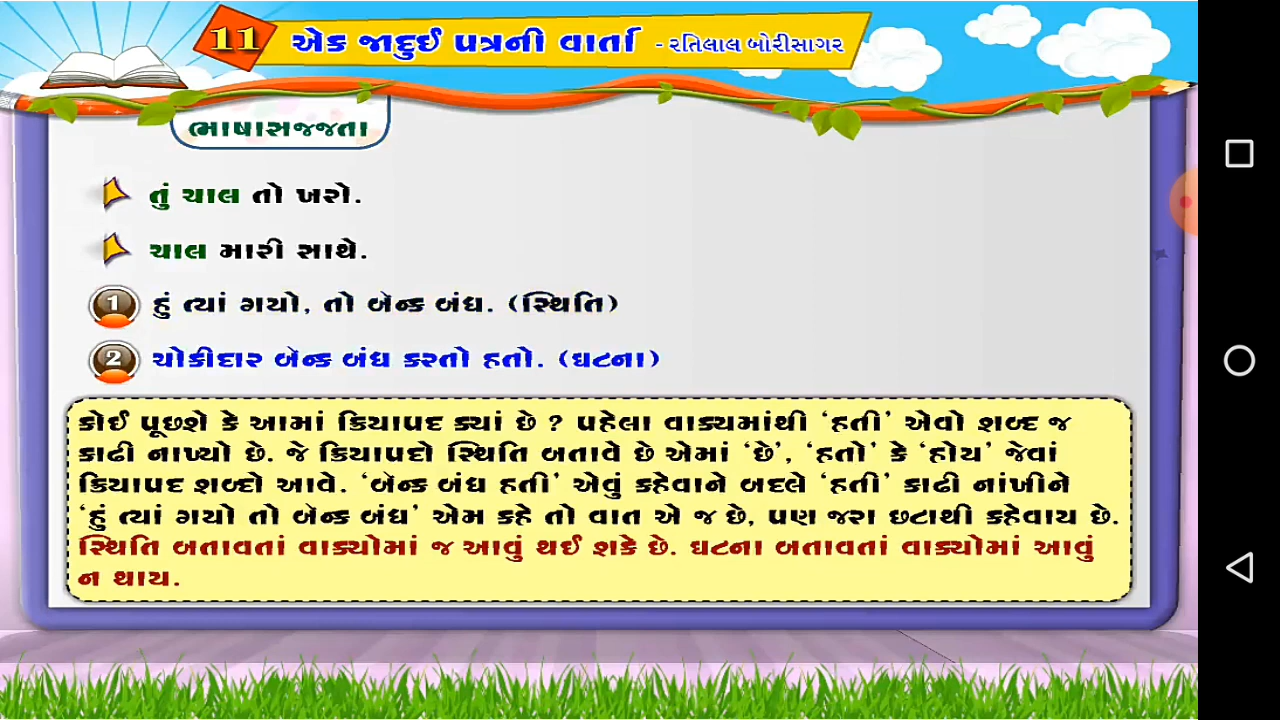 11 એક જાદુઈ પત્રની વાર્તા - રતિલાલ બોરીસાગર
ભાષાસજ્જતા
તું ચાલ તો ખરો.
ચાલ મારી સાથે.
1 હું ત્યાં ગયો, તો બૅન્ક બંધ. (સ્થિતિ)
2 ચોકીદાર બૅન્ક બંધ કરતો હતો. (ઘટના)
કોઈ પૂછશે કે આમાં ક્રિયાપદ ક્યાં છે ? પહેલા વાક્યમાંથી ‘હતી’ એવો શબ્દ જ
કાઢી નાખ્યો છે. જે ક્રિયાપદો સ્થિતિ બતાવે છે એમાં ‘છે’, ‘હતો’ કે ‘હોય’ જેવાં
ક્રિયાપદ શબ્દો આવે. ‘બૅન્ક બંધ હતી’ એવું કહેવાને બદલે ‘હતી’ કાઢી નાંખીને
‘હું ત્યાં ગયો તો બૅન્ક બંધ’ એમ કહે તો વાત એ જ છે, પણ જરા છટાથી કહેવાય છે.
સ્થિતિ બતાવતાં વાક્યોમાં જ આવું થઈ શકે છે. ઘટના બતાવતાં વાક્યોમાં આવું
ન થાય.